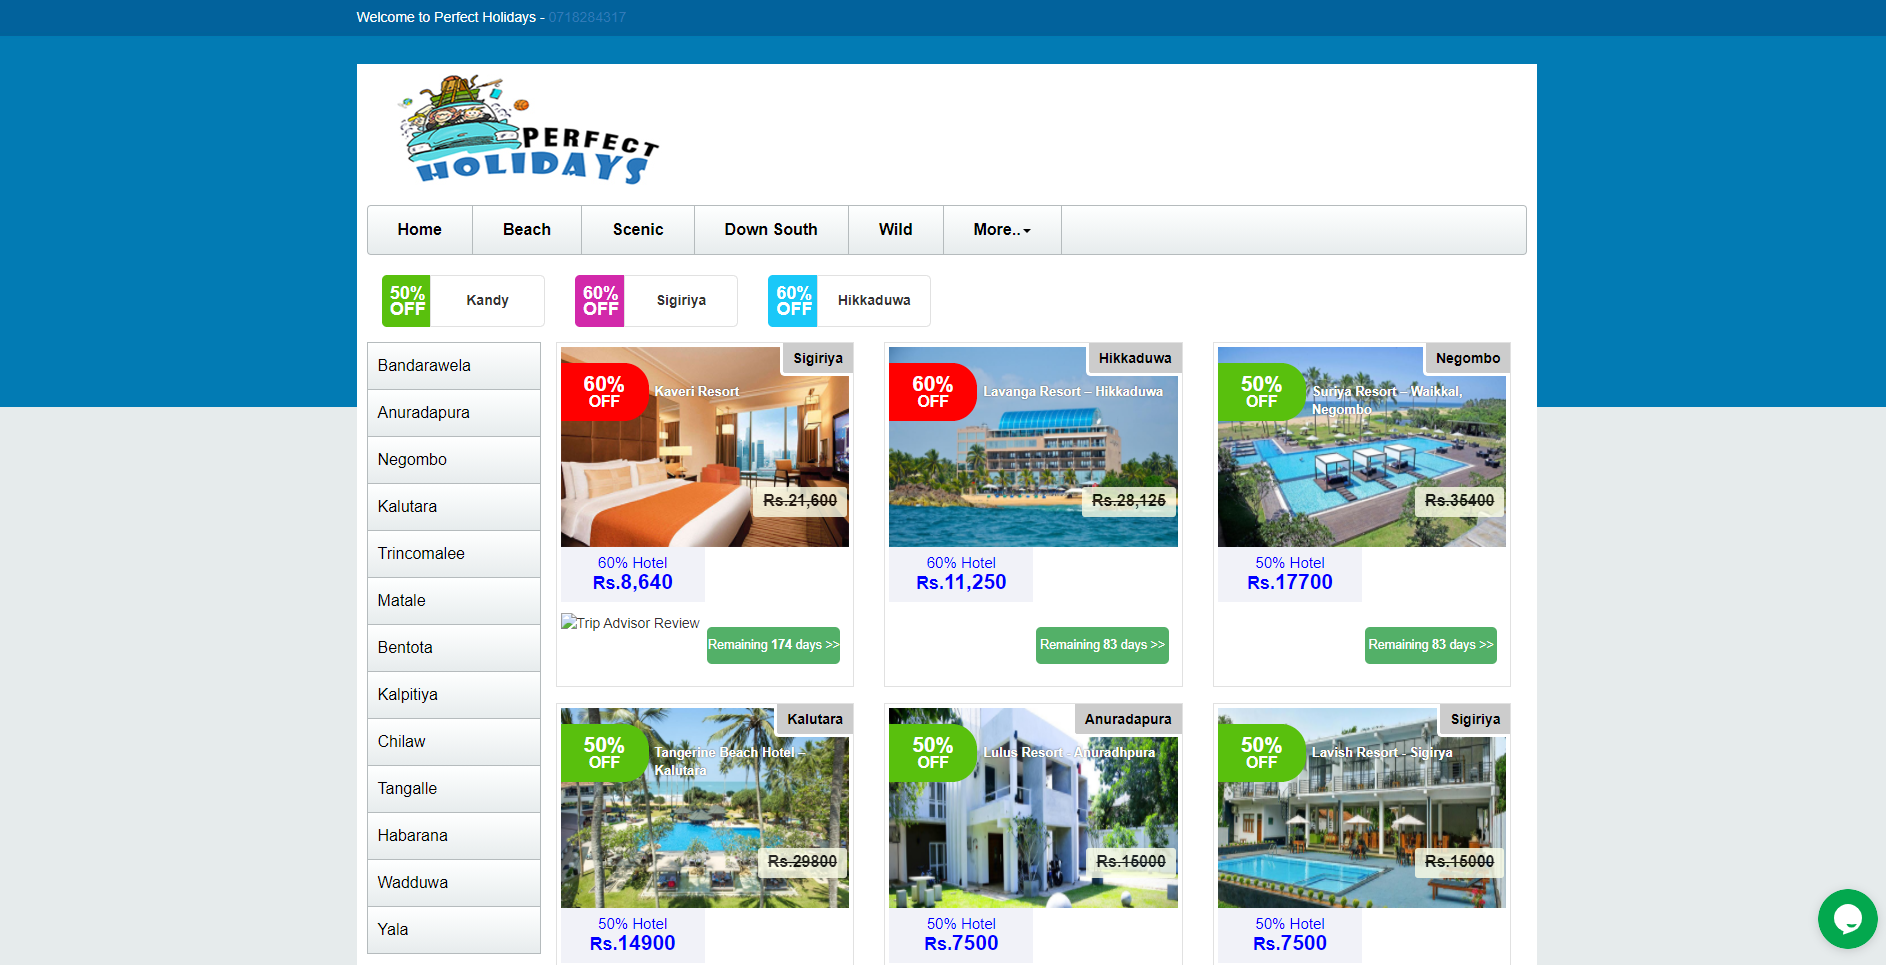 Welcome to Perfect Holidays - 0718284317
PERFECT
HOLIDAYS
Home
Beach
Scenic
Down South
Wild
More..
50%
OFF
Kandy
60%
OFF
Sigiriya
60%
OFF
Hikkaduwa
Bandarawela
Anuradapura
Negombo
Kalutara
Trincomalee
Matale
Bentota
Kalpitiya
Chilaw
Tangalle
Habarana
Wadduwa
Yala
Sigiriya
60%
OFF
Kaveri Resort
Rs.21,600
60% Hotel
Rs.8,640
Trip Advisor Review
Remaining 174 days >>
Hikkaduwa
60%
OFF
Lavanga Resort – Hikkaduwa
Rs.28,125
60% Hotel
Rs.11,250
Remaining 83 days >>
Negombo
50%
OFF
Suriya Resort – Waikkal,
Negombo
Rs.35400
50% Hotel
Rs.17700
Remaining 83 days >>
Kalutara
50%
OFF
Tangerine Beach Hotel –
Kalutara
Rs.29800
50% Hotel
Rs.14900
Anuradapura
50%
OFF
Lulus Resort - Anuradhpura
Rs.15000
50% Hotel
Rs.7500
Sigiriya
50%
OFF
Lavish Resort - Sigirya
Rs.15000
50% Hotel
Rs.7500